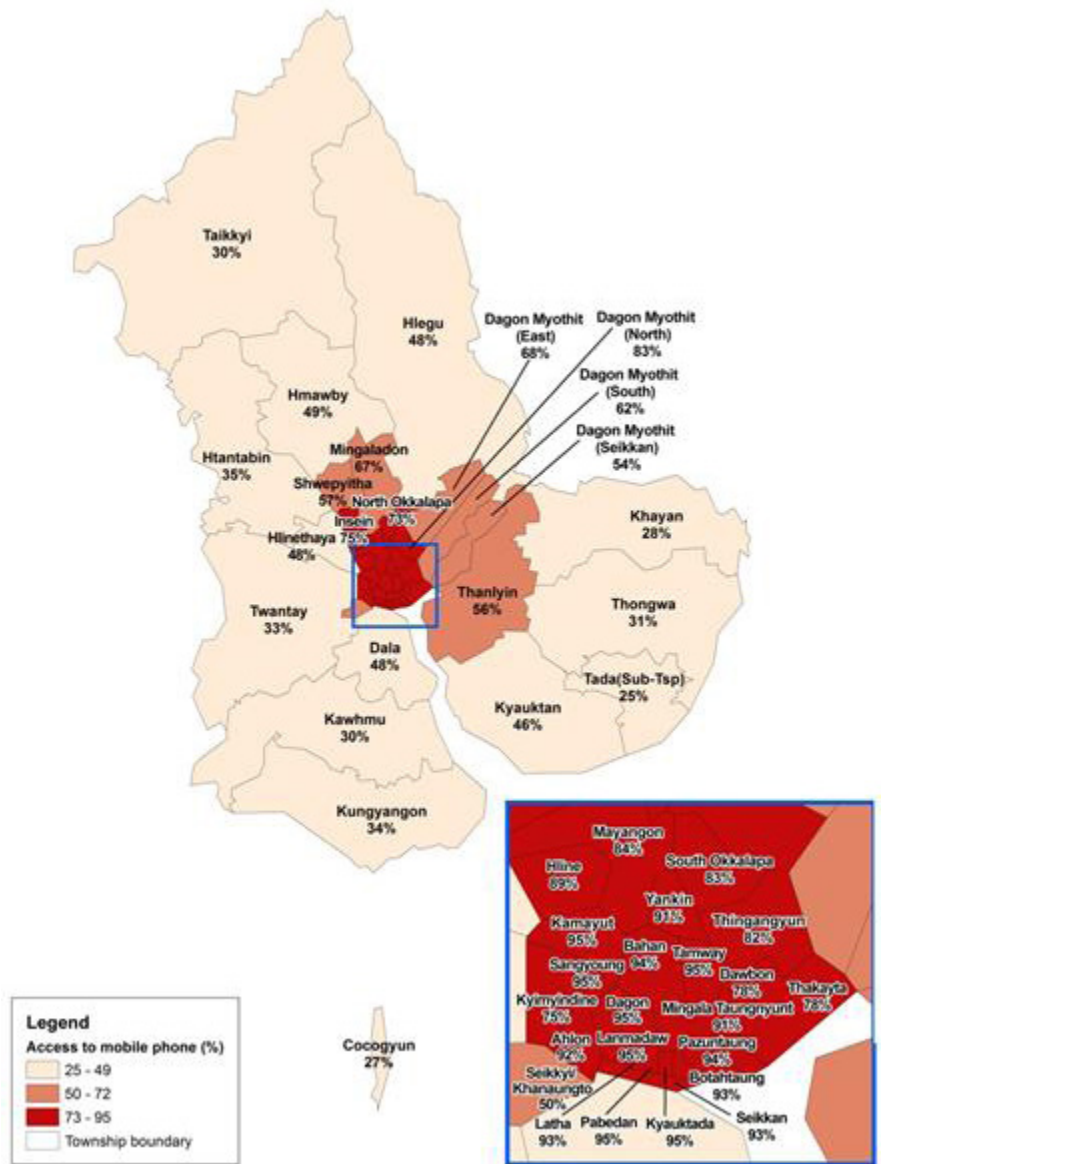 Taikkyi
30%
Hlegu
48%
Dagon Myothit
(East)
68%
Dagon Myothit
(North)
83%
Dagon Myothit
(South)
62%
Dagon Myothit
(Seikkan)
54%
Hmawby
49%
Mingaladon
67%
Htantabin
35%
Shwepyitha
57%
North Okkalapa
73%
Insein
75%
Hlinethaya
48%
Khayan
28%
Thanlyin
56%
Thongwa
31%
Twantay
33%
Dala
48%
Tada(Sub-Tsp)
25%
Kyauktan
46%
Kawhmu
30%
Kungyangon
34%
Mayangon
84%
South Okkalapa
83%
Hline
89%
Yankin
91%
Kamayut
95%
Thingangyun
82%
Bahan
94%
Tamway
95%
Sangyoung
95%
Dawbon
78%
Thakayta
78%
Kyimyindine
75%
Dagon
95%
Mingala Taungnyunt
91%
Ahlon
92%
Lanmadaw
95%
Pazuntaung
94%
Seikkyi/
Khanaungto
50%
Botahtaung
93%
Latha
93%
Pabedan
95%
Kyauktada
95%
Seikkan
93%
Cocogyun
27%
Legend
Access to mobile phone (%)
25 - 49
50 - 72
73 - 95
Township boundary